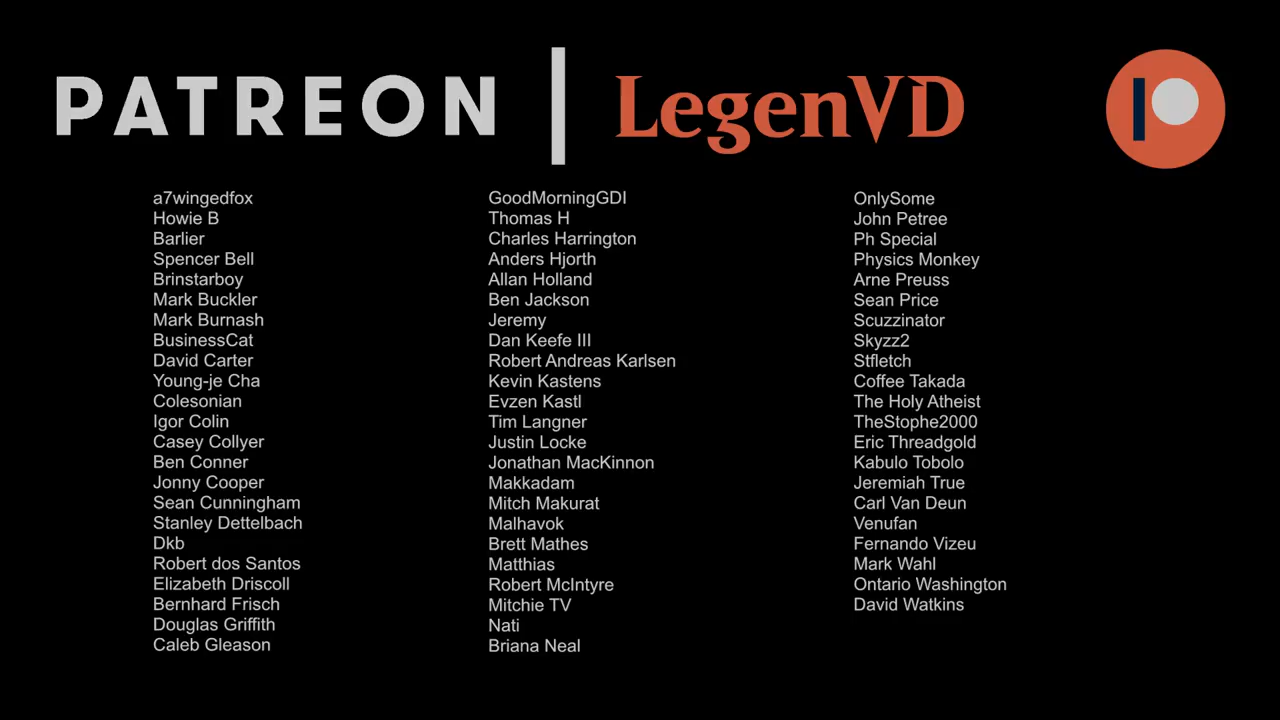 PATREON | LegenVD
a7wingedfox
Howie B
Barlier
Spencer Bell
Brinstarboy
Mark Buckler
Mark Burnash
BusinessCat
David Carter
Young-je Cha
Colesonian
Igor Colin
Casey Collyer
Ben Conner
Jonny Cooper
Sean Cunningham
Stanley Dettelbach
Dkb
Robert dos Santos
Elizabeth Driscoll
Bernhard Frisch
Douglas Griffith
Caleb Gleason
GoodMorningGDI
Thomas H
Charles Harrington
Anders Hjorth
Allan Holland
Ben Jackson
Jeremy
Dan Keefe III
Robert Andreas Karlsen
Kevin Kastens
Evzen Kastl
Tim Langner
Justin Locke
Jonathan MacKinnon
Makkadam
Mitch Makurat
Malhavok
Brett Mathes
Matthias
Robert McIntyre
Mitchie TV
Nati
Briana Neal
OnlySome
John Petree
Ph Special
Physics Monkey
Arne Preuss
Sean Price
Scuzzinator
Skyzz2
Stfletch
Coffee Takada
The Holy Atheist
TheStophe2000
Eric Threadgold
Kabulo Tobolo
Jeremiah True
Carl Van Deun
Venufan
Fernando Vizeu
Mark Wahl
Ontario Washington
David Watkins